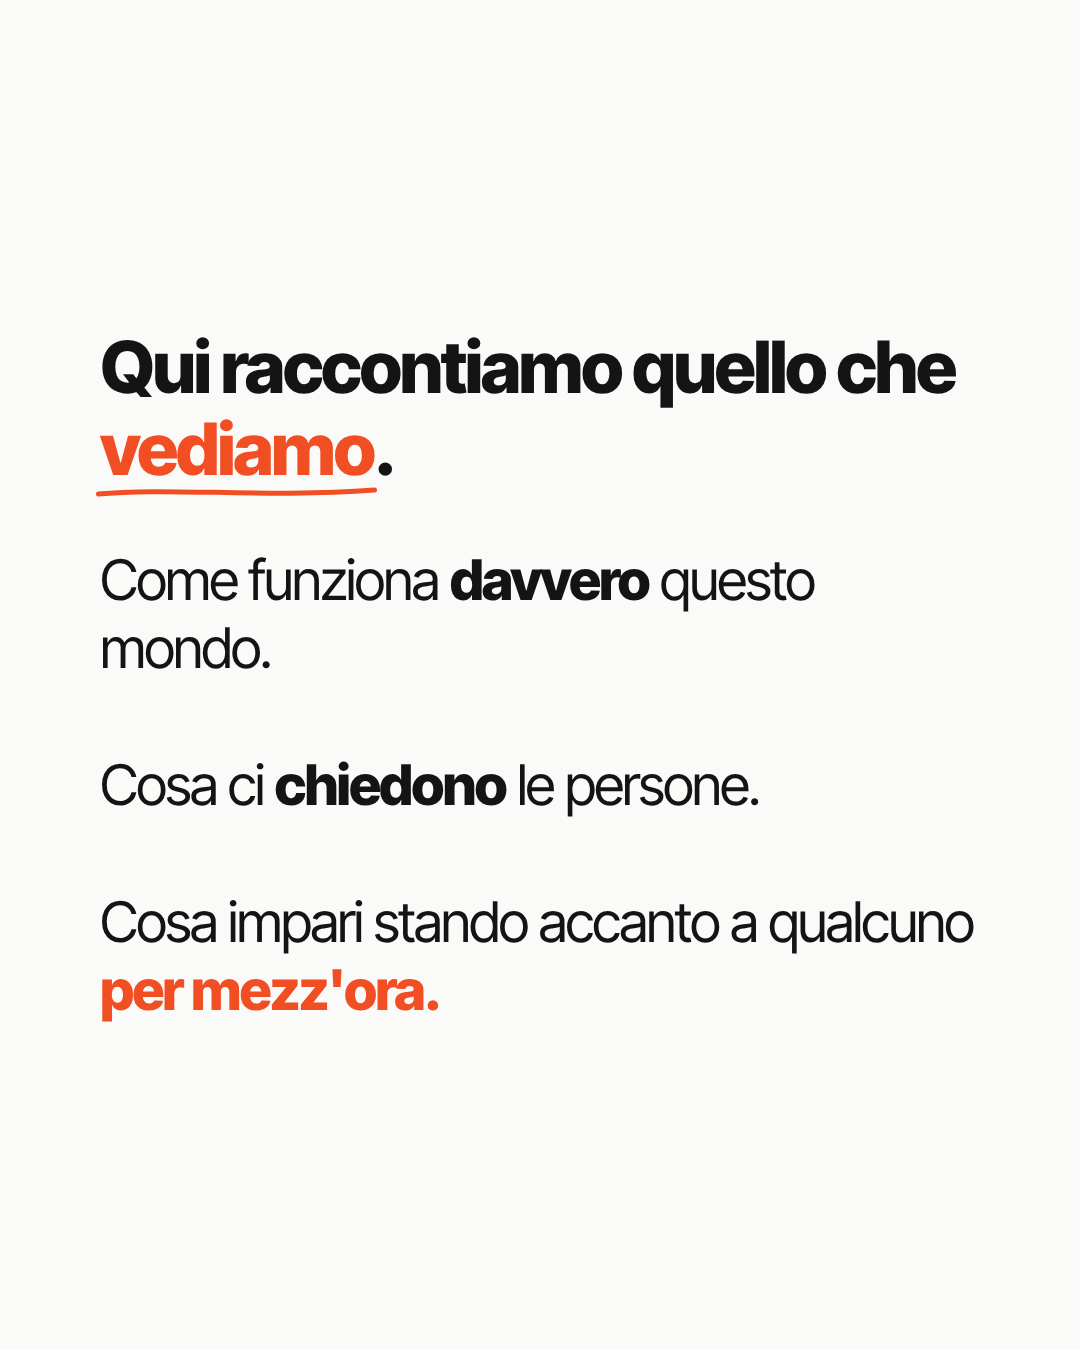 Qui raccontiamo quello che
vediamo.
Come funziona davvero questo
mondo.
Cosa ci chiedono le persone.
Cosa impari stando accanto a qualcuno
per mezz'ora.